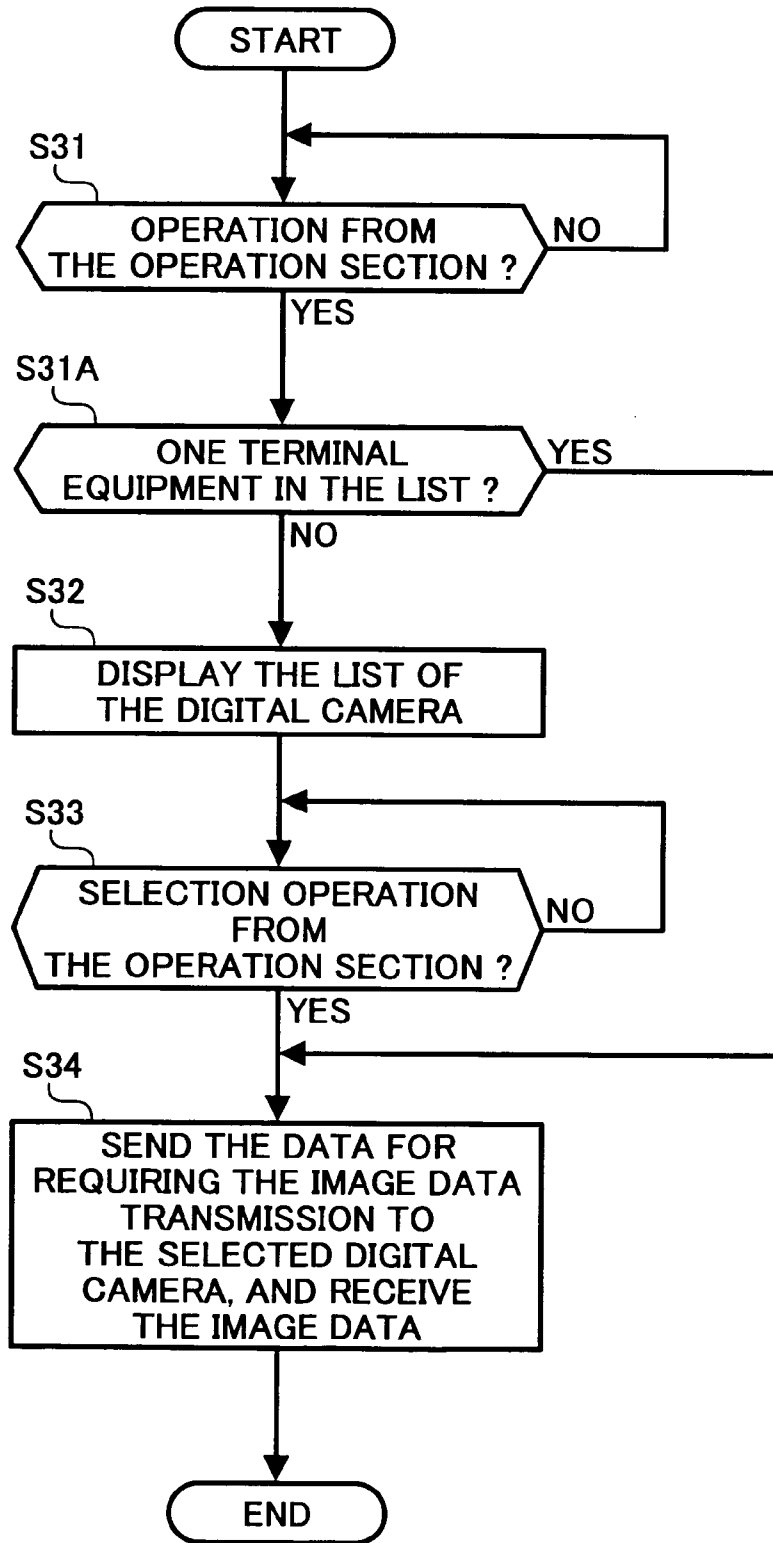 START
S31
OPERATION FROM
THE OPERATION SECTION ?
NO
YES
S31A
ONE TERMINAL
EQUIPMENT IN THE LIST ?
YES
NO
S32
DISPLAY THE LIST OF
THE DIGITAL CAMERA
S33
SELECTION OPERATION
FROM
THE OPERATION SECTION ?
NO
YES
S34
SEND THE DATA FOR
REQUIRING THE IMAGE DATA
TRANSMISSION TO
THE SELECTED DIGITAL
CAMERA, AND RECEIVE
THE IMAGE DATA
END